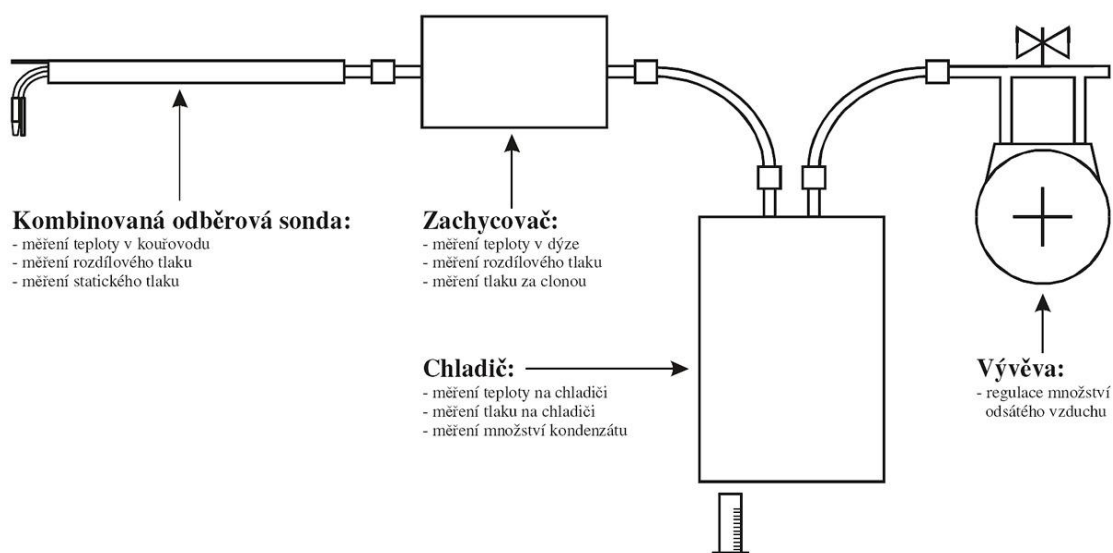 Kombinovaná odběrová sonda:
- měření teploty v kouřovodu
- měření rozdílového tlaku
- měření statického tlaku
Zachycovač:
- měření teploty v dýze
- měření rozdílového tlaku
- měření tlaku za clonou
Chladič:
- měření teploty na chladiči
- měření tlaku na chladiči
- měření množství kondenzátu
Vývěva:
- regulace množství
odsátého vzduchu